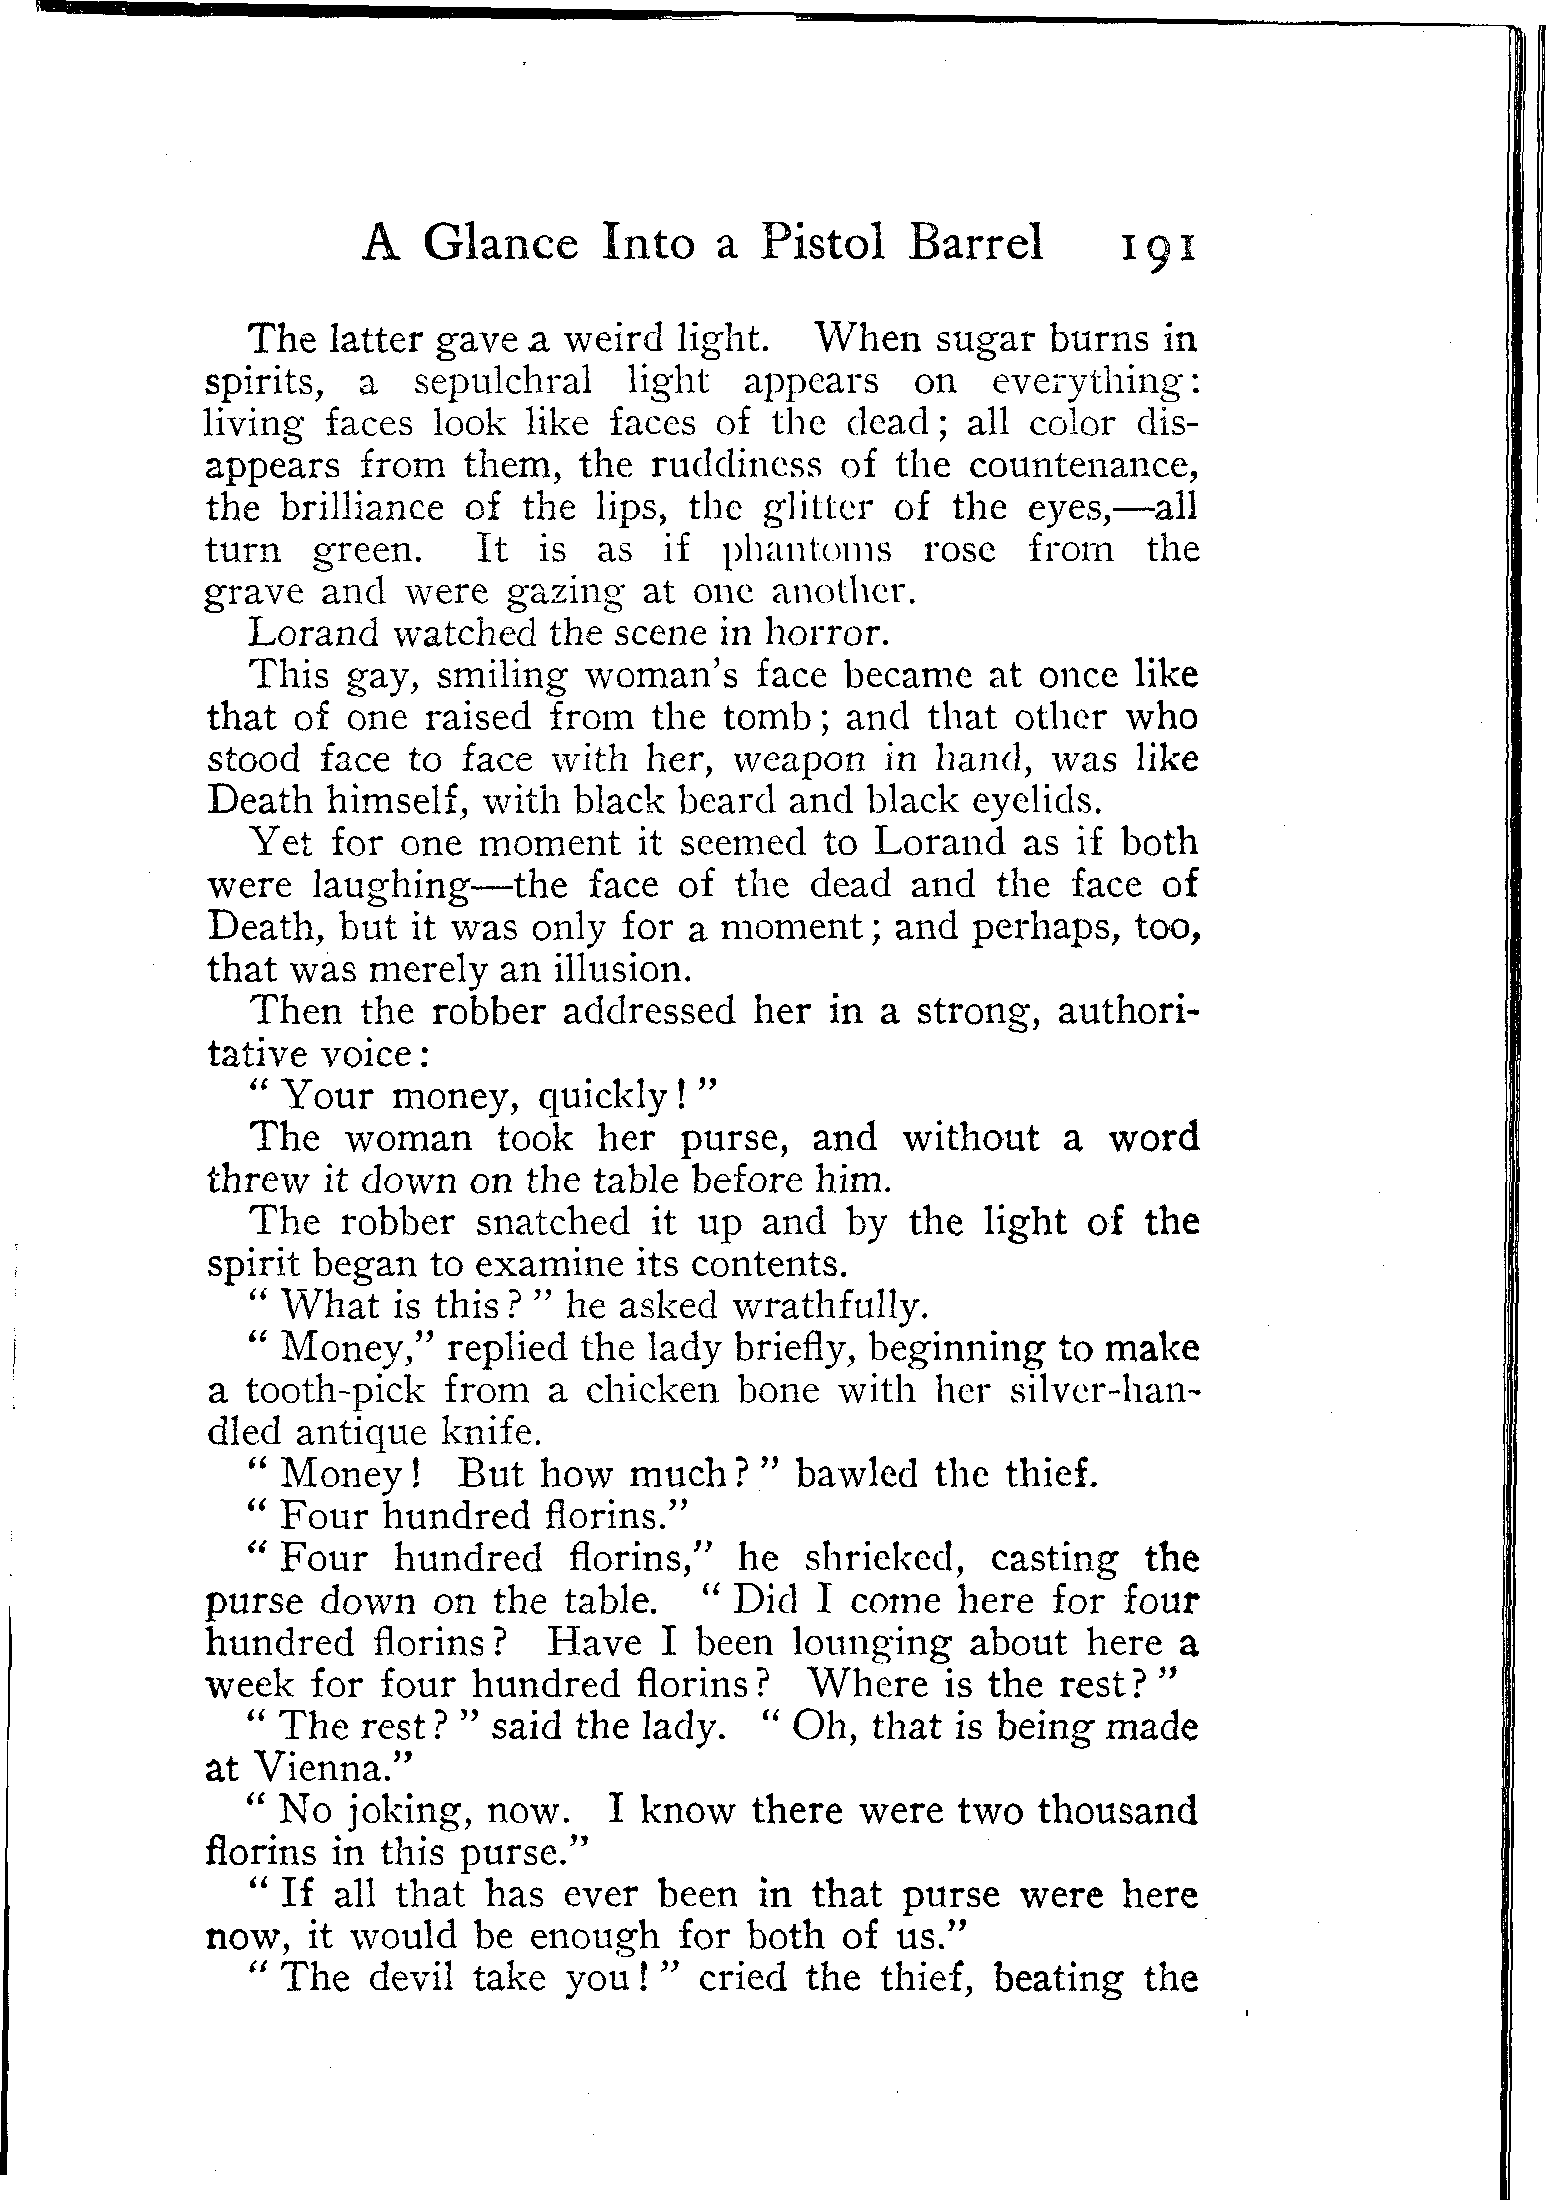 A Glance Into a Pistol Barrel 191
The latter gave a weird light. When sugar burns in
spirits, a sepulchral light appears on everything:
living faces look like faces of the dead; all color dis-
appears from them, the ruddiness of the countenance,
the brilliance of the lips, the glitter of the eyes,—all
turn green. It is as if phantoms rose from the
grave and were gazing at one another.
Lorand watched the scene in horror.
This gay, smiling woman's face became at once like
that of one raised from the tomb; and that other who
stood face to face with her, weapon in hand, was like
Death himself, with black beard and black eyelids.
Yet for one moment it seemed to Lorand as if both
were laughing—the face of the dead and the face of
Death, but it was only for a moment; and perhaps, too,
that was merely an illusion.
Then the robber addressed her in a strong, authori-
tative voice:
"Your money, quickly!"
The woman took her purse, and without a word
threw it down on the table before him.
The robber snatched it up and by the light of the
spirit began to examine its contents.
"What is this?" he asked wrathfully.
"Money," replied the lady briefly, beginning to make
a tooth-pick from a chicken bone with her silver-han-
dled antique knife.
"Money! But how much?" bawled the thief.
"Four hundred florins."
"Four hundred florins," he shrieked, casting the
purse down on the table. "Did I come here for four
hundred florins? Have I been lounging about here a
week for four hundred florins? Where is the rest?"
"The rest?" said the lady. "Oh, that is being made
at Vienna."
"No joking, now. I know there were two thousand
florins in this purse."
"If all that has ever been in that purse were here
now, it would be enough for both of us."
"The devil take you!" cried the thief, beating the